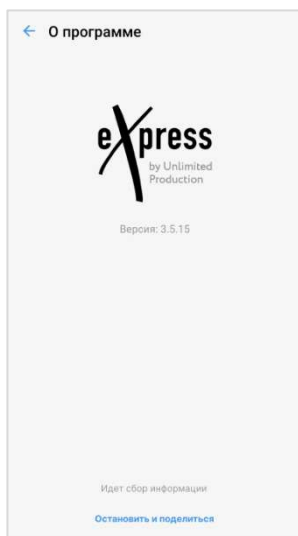 О программе
eXpress
by Unlimited
Production
Версия: 3.5.15
Идет сбор информации
Остановить и поделиться